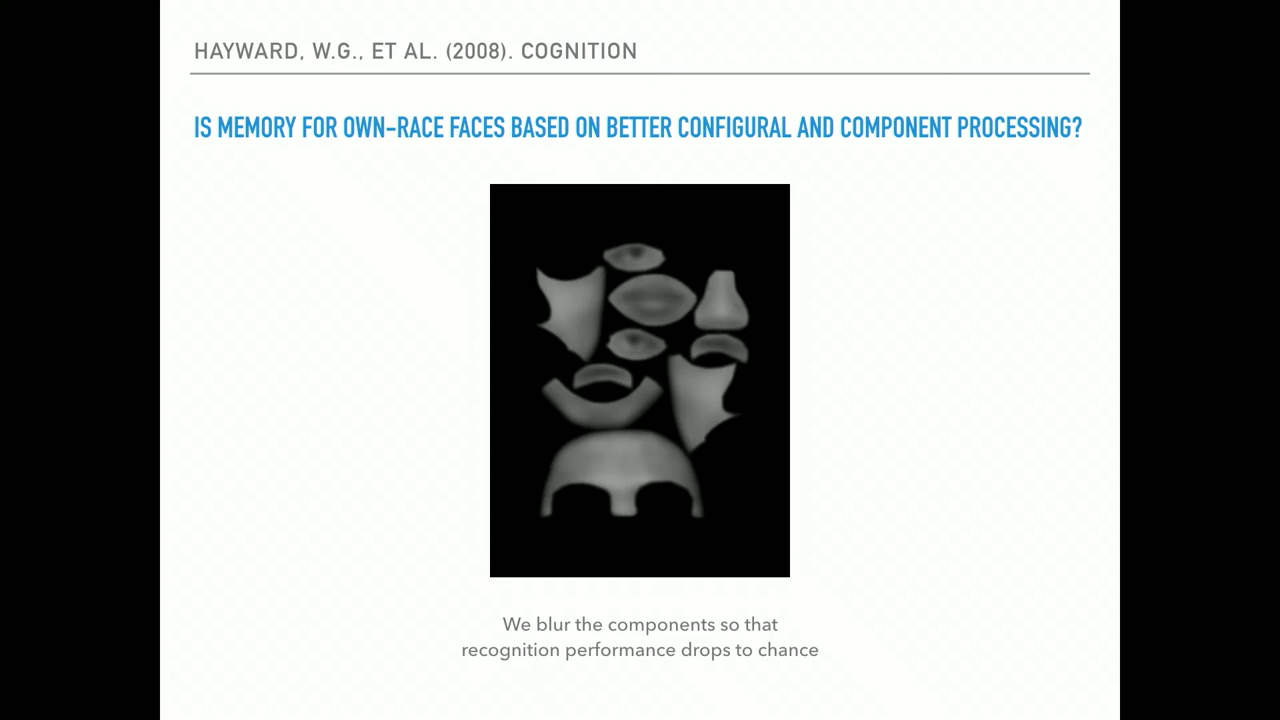 HAYWARD, W.G., ET AL. (2008). COGNITION
IS MEMORY FOR OWN-RACE FACES BASED ON BETTER CONFIGURAL AND COMPONENT PROCESSING?
We blur the components so that
recognition performance drops to chance